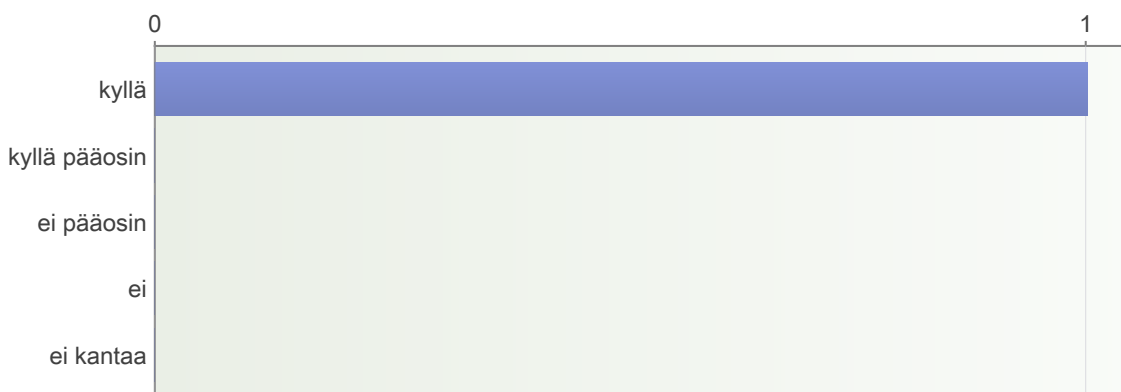 0 1
kyllä
kyllä pääosin
ei pääosin
ei
ei kantaa